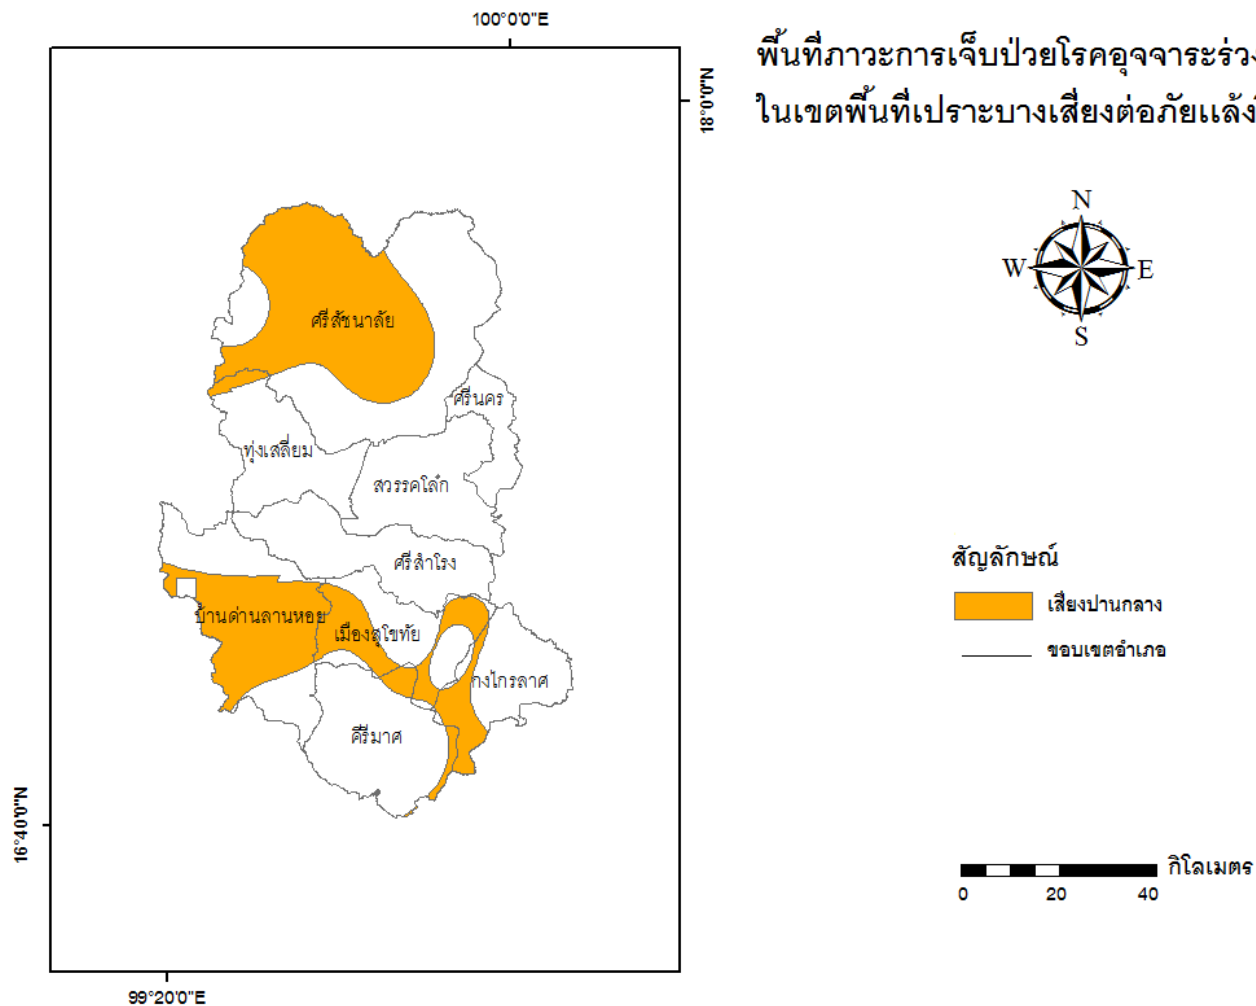 100°0'0"E
พื้นที่ภาวะการเจ็บป่วยโรคอุจจาระร่วง
ในเขตพื้นที่เปราะบางเสี่ยงต่อภัยแล้ง
18°0'0"N
N
W
E
S
ศรีสัชนาลัย
ศรีนคร
ทุ่งเสลี่ยม
สวรรคโลก
ศรีสำโรง
สัญลักษณ์
เสี่ยงปานกลาง
บ้านด่านลานหอย
เมืองสุโขทัย
ขอบเขตอำเภอ
กงไกรลาศ
คีรีมาศ
16°40'0"N
กิโลเมตร
0 20 40
99°20'0"E